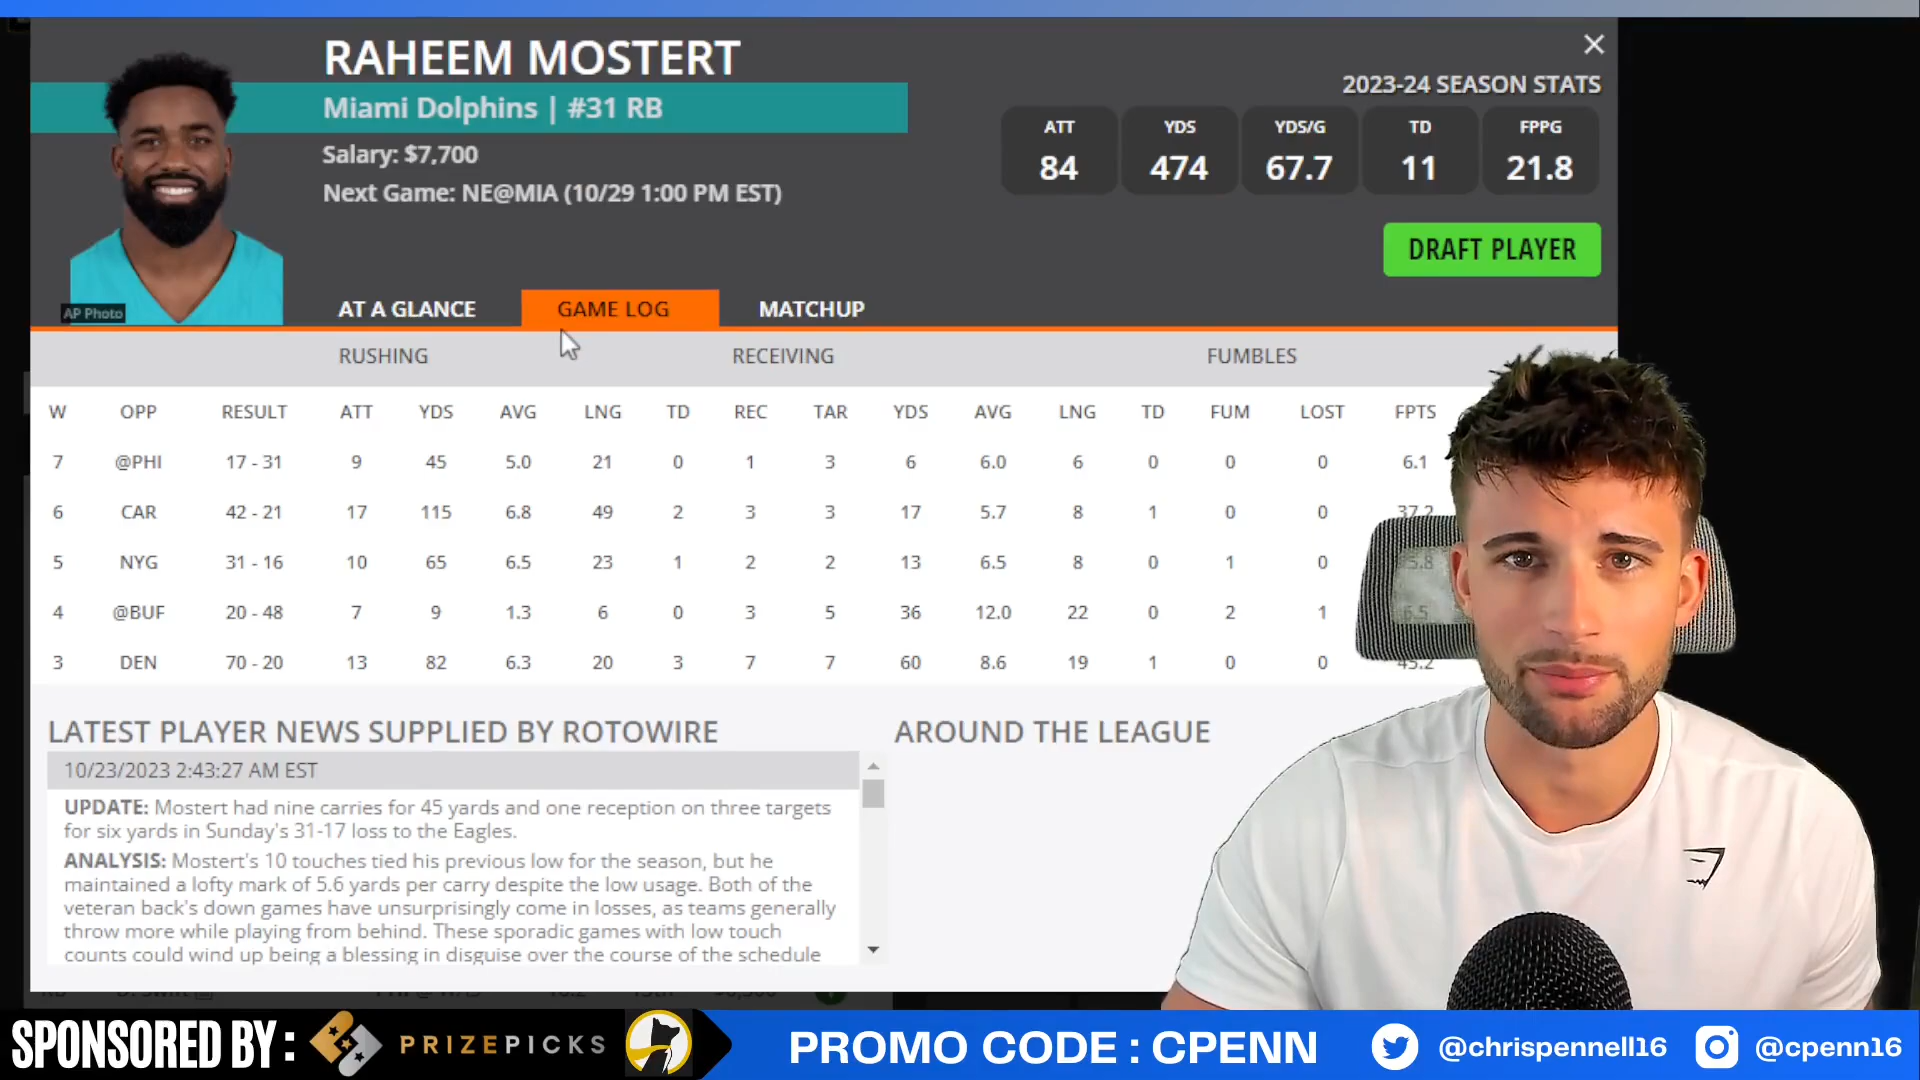 RAHEEM MOSTERT
Miami Dolphins | #31 RB
Salary: $7,700
Next Game: NE@MIA (10/29 1:00 PM EST)
AP Photo
2023-24 SEASON STATS
ATT YDS YDS/G TD FPPG
84 474 67.7 11 21.8
DRAFT PLAYER
AT A GLANCE GAME LOG MATCHUP
RUSHING RECEIVING FUMBLES
W OPP RESULT ATT YDS AVG LNG TD REC TAR YDS AVG LNG TD FUM LOST FPTS
7 @PHI 17 - 31 9 45 5.0 21 0 1 3 6 6.0 6 0 0 0 6.1
6 CAR 42 - 21 17 115 6.8 49 2 3 3 17 5.7 8 1 0 0 37.2
5 NYG 31 - 16 10 65 6.5 23 1 2 2 13 6.5 8 0 1 0
4 @BUF 20 - 48 7 9 1.3 6 0 3 5 36 12.0 22 0 2 1 6.5
3 DEN 70 - 20 13 82 6.3 20 3 7 7 60 8.6 19 1 0 0 45.2
LATEST PLAYER NEWS SUPPLIED BY ROTOWIRE
10/23/2023 2:43:27 AM EST
UPDATE: Mostert had nine carries for 45 yards and one reception on three targets
for six yards in Sunday's 31-17 loss to the Eagles.
ANALYSIS: Mostert's 10 touches tied his previous low for the season, but he
maintained a lofty mark of 5.6 yards per carry despite the low usage. Both of the
veteran back's down games have unsurprisingly come in losses, as teams generally
throw more while playing from behind. These sporadic games with low touch
counts could wind up being a blessing in disguise over the course of the schedule
AROUND THE LEAGUE
SPONSORED BY : PRIZEPICKS PROMO CODE : CPENN @chrispennell16 @cpenn16